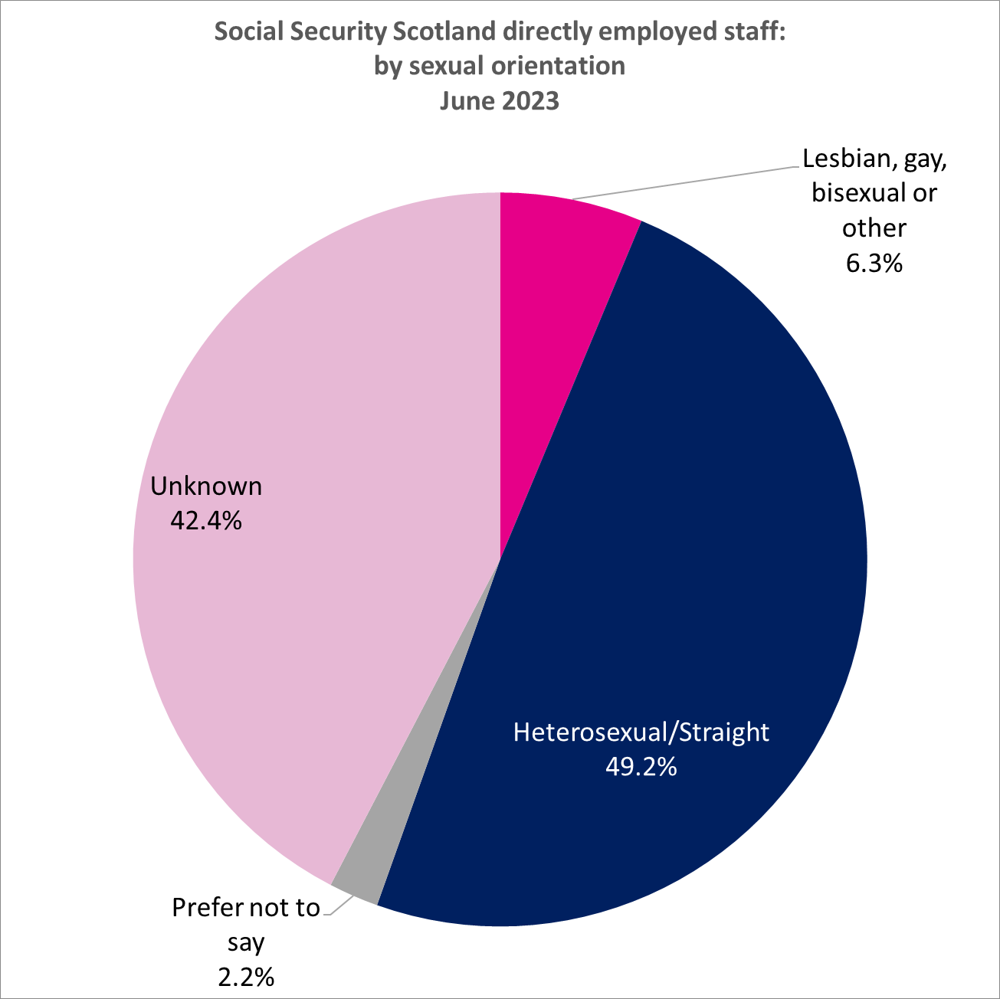 Social Security Scotland directly employed staff:
by sexual orientation
June 2023
Lesbian, gay,
bisexual or
other
6.3%
Unknown
42.4%
Heterosexual/Straight
49.2%
Prefer not to
say
2.2%